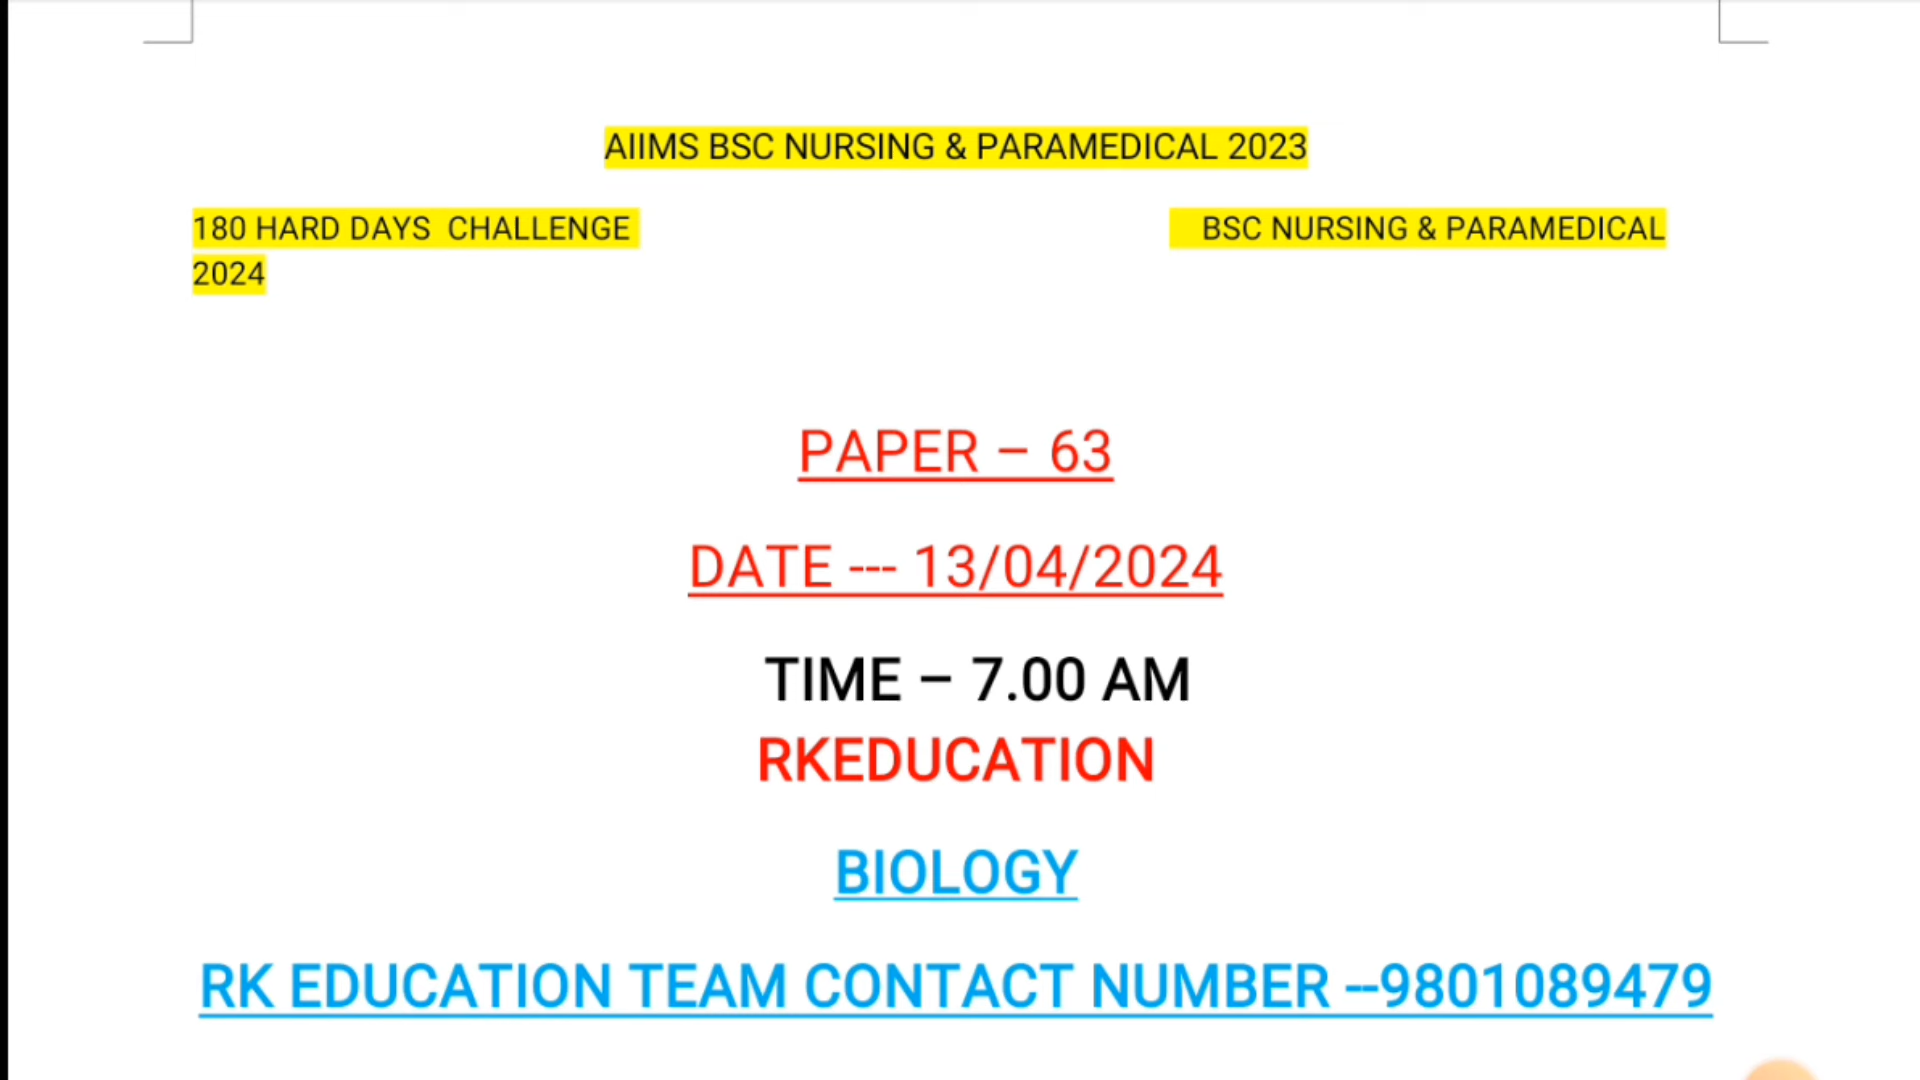 AIIMS BSC NURSING & PARAMEDICAL 2023
180 HARD DAYS CHALLENGE BSC NURSING & PARAMEDICAL
2024
PAPER – 63
DATE --- 13/04/2024
TIME – 7.00 AM
RKEDUCATION
BIOLOGY
RK EDUCATION TEAM CONTACT NUMBER --9801089479